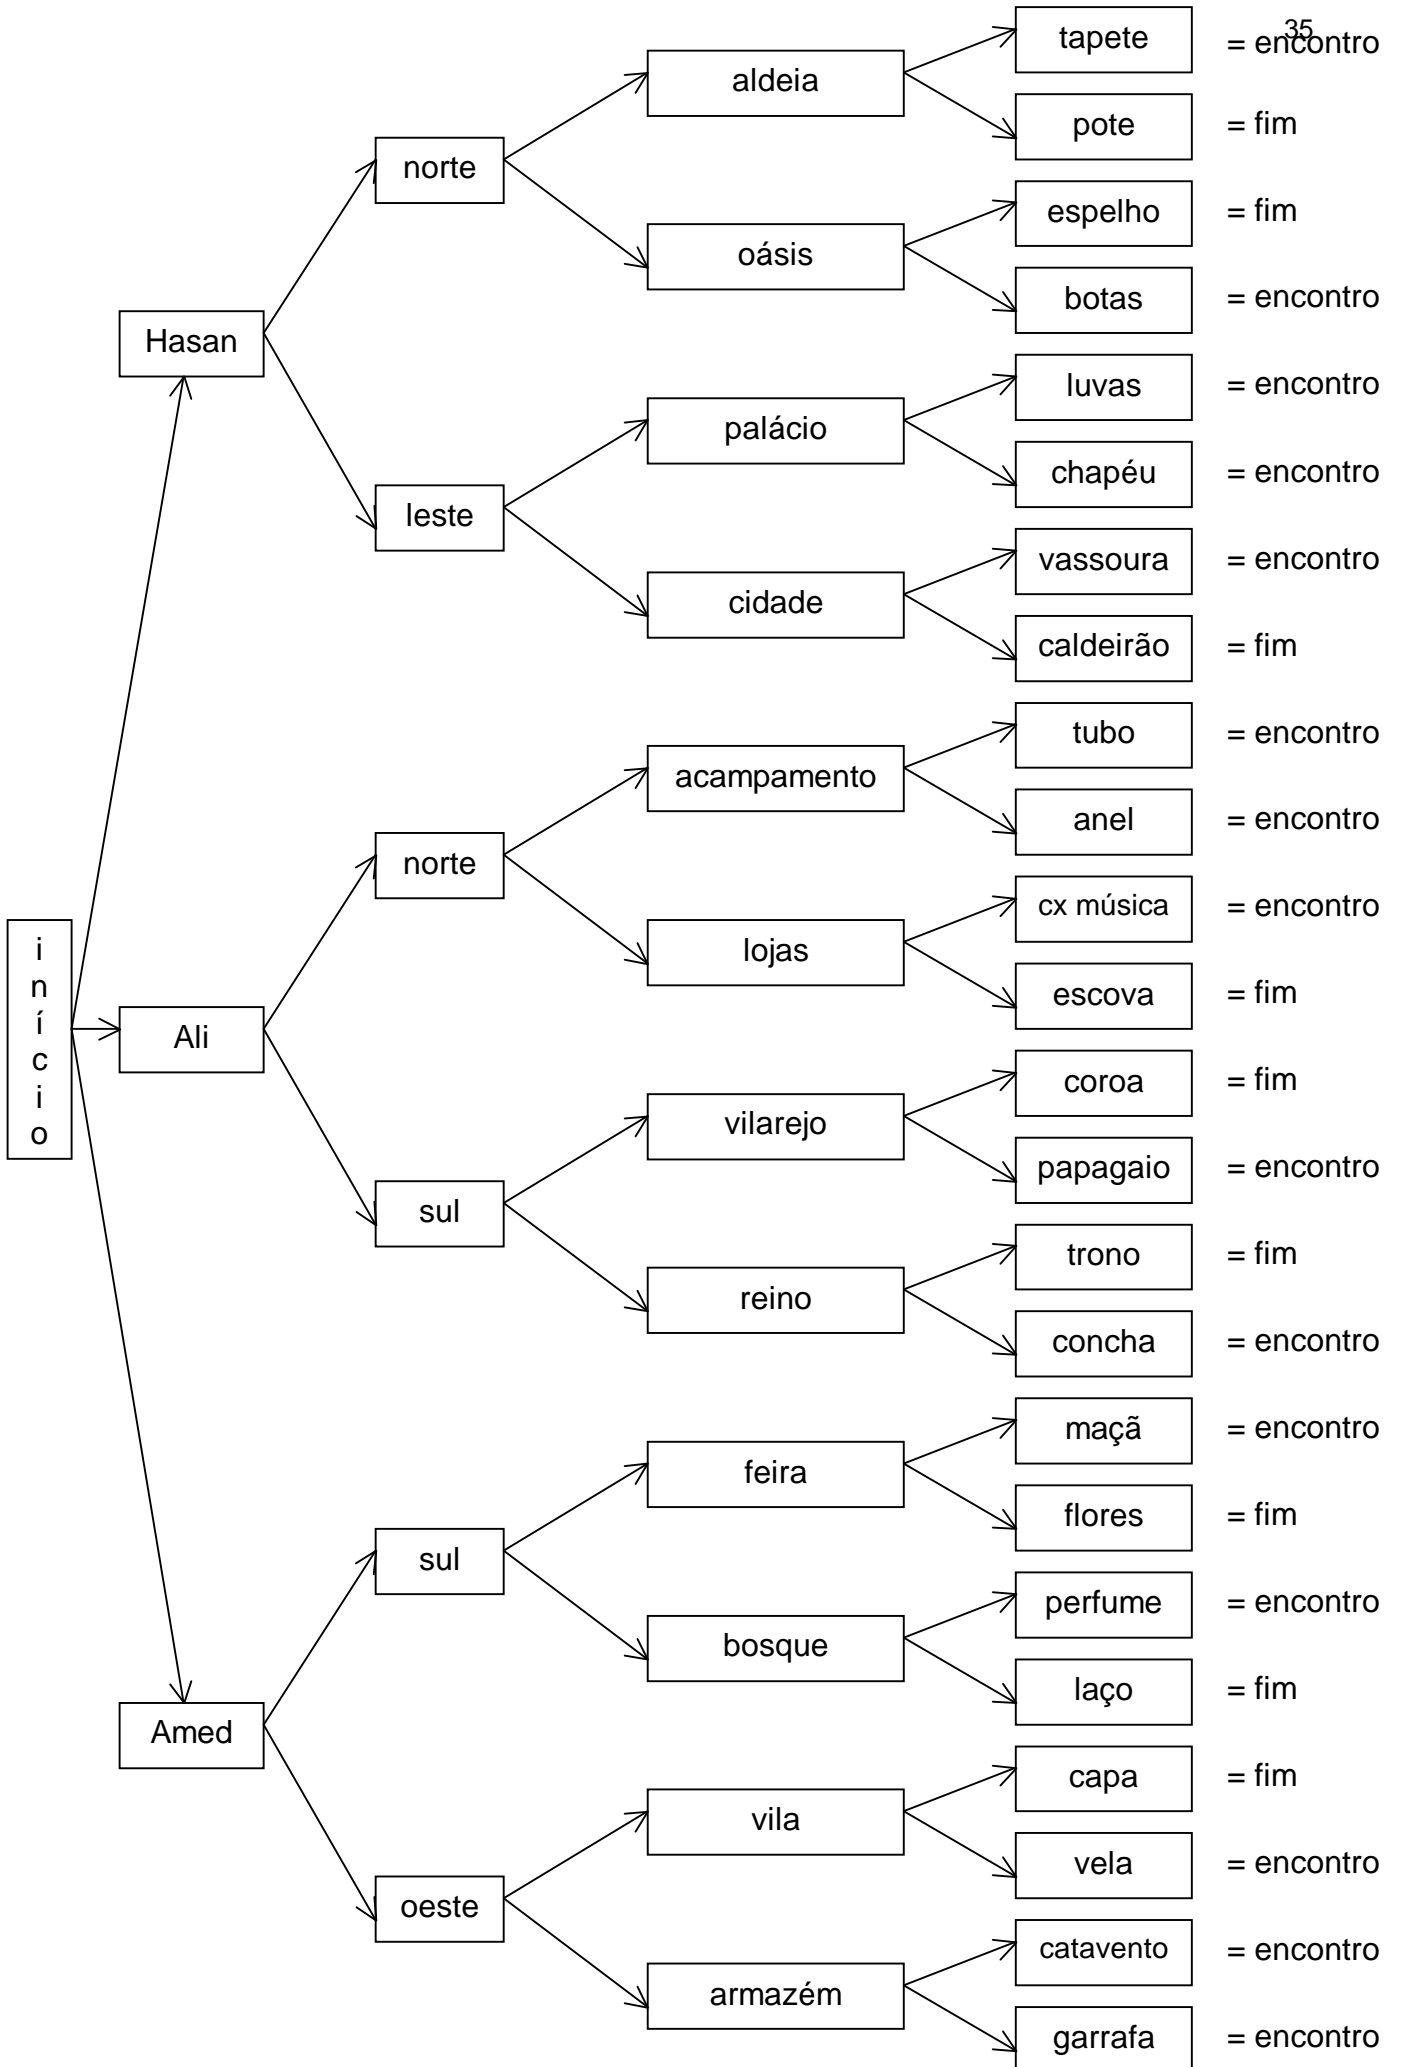 35
tapete = encontro
aldeia
pote = fim
norte
espelho = fim
oásis
botas = encontro
Hasan
luvas = encontro
palácio
chapéu = encontro
leste
vassoura = encontro
cidade
caldeirão = fim
tubo = encontro
acampamento
anel = encontro
norte
cx música = encontro
lojas
escova = fim
início
Ali
coroa = fim
vilarejo
papagaio = encontro
sul
trono = fim
reino
concha = encontro
maçã = encontro
feira
flores = fim
sul
perfume = encontro
bosque
laço = fim
Amed
capa = fim
vila
vela = encontro
oeste
catavento = encontro
armazém
garrafa = encontro